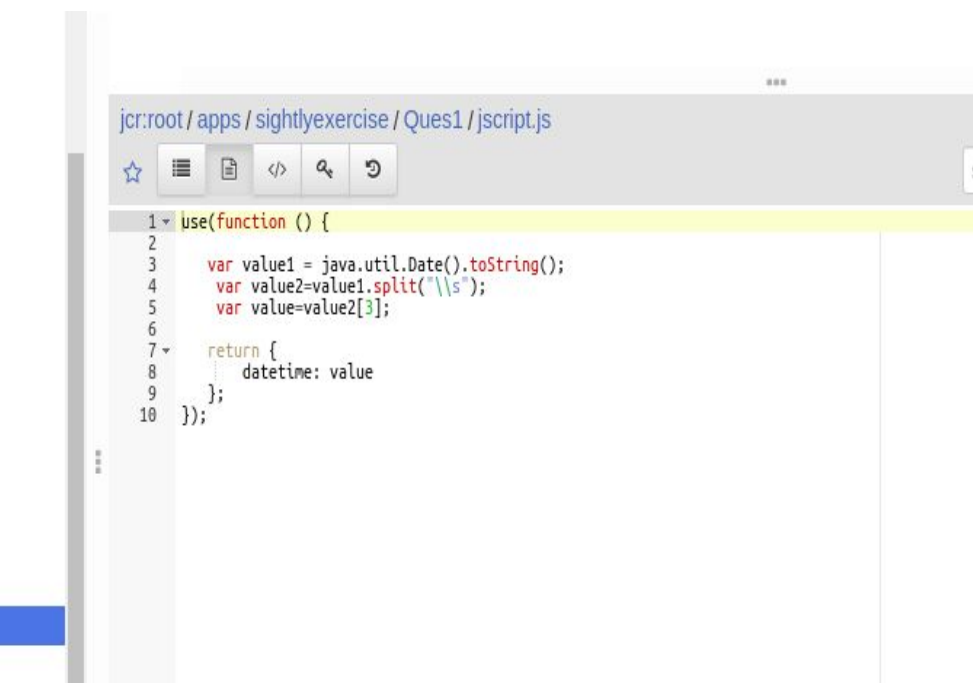 jcr:root / apps / sightlyexercise / Ques1 / jscript.js
1 use(function () {
2
3 var value1 = java.util.Date().toString();
4 var value2=value1.split("\\s");
5 var value=value2[3];
6
7 return {
8 datetime: value
9 };
10 });